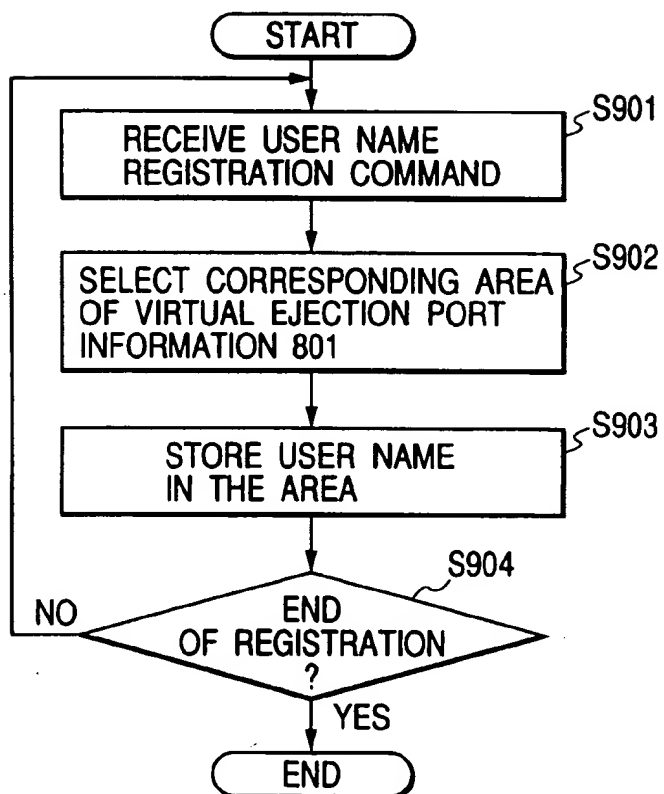 START
S901
RECEIVE USER NAME
REGISTRATION COMMAND
S902
SELECT CORRESPONDING AREA
OF VIRTUAL EJECTION PORT
INFORMATION 801
S903
STORE USER NAME
IN THE AREA
S904
NO
END
OF REGISTRATION
?
YES
END